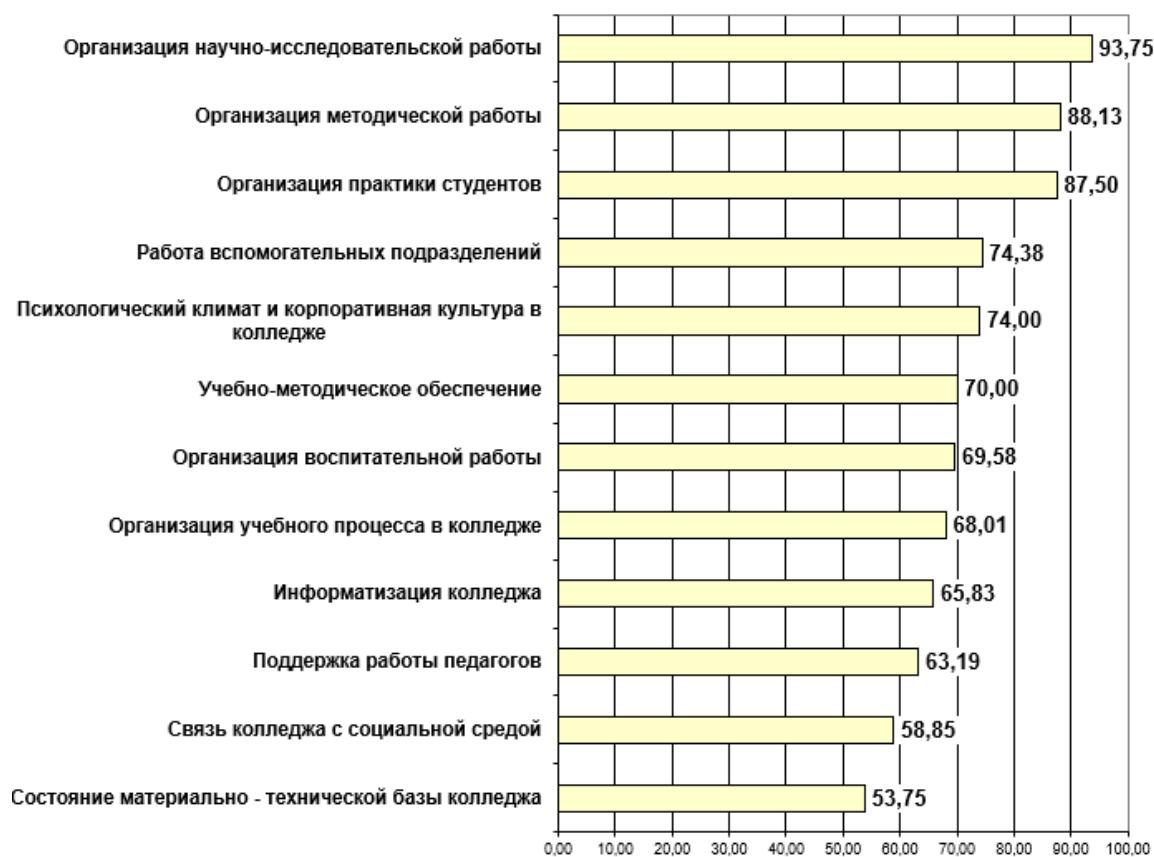 Организация научно-исследовательской работы
93,75
Организация методической работы
88,13
Организация практики студентов
87,50
Работа вспомогательных подразделений
74,38
Психологический климат и корпоративная культура в
колледже
74,00
Учебно-методическое обеспечение
70,00
Организация воспитательной работы
69,58
Организация учебного процесса в колледже
68,01
Информатизация колледжа
65,83
Поддержка работы педагогов
63,19
Связь колледжа с социальной средой
58,85
Состояние материально - технической базы колледжа
53,75
0,00 10,00 20,00 30,00 40,00 50,00 60,00 70,00 80,00 90,00 100,00